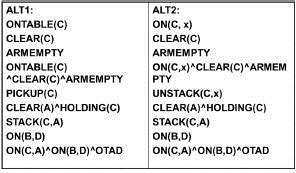 ALT1:
ONTABLE(C)
CLEAR(C)
ARMEMPTY
ONTABLE(C)
^CLEAR(C)^ARMEMPTY
PICKUP(C)
CLEAR(A)^HOLDING(C)
STACK(C,A)
ON(B,D)
ON(C,A)^ON(B,D)^OTAD
ALT2:
ON(C, x)
CLEAR(C)
ARMEMPTY
ON(C,x)^CLEAR(C)^ARMEM
PTY
UNSTACK(C,x)
CLEAR(A)^HOLDING(C)
STACK(C,A)
ON(B,D)
ON(C,A)^ON(B,D)^OTAD